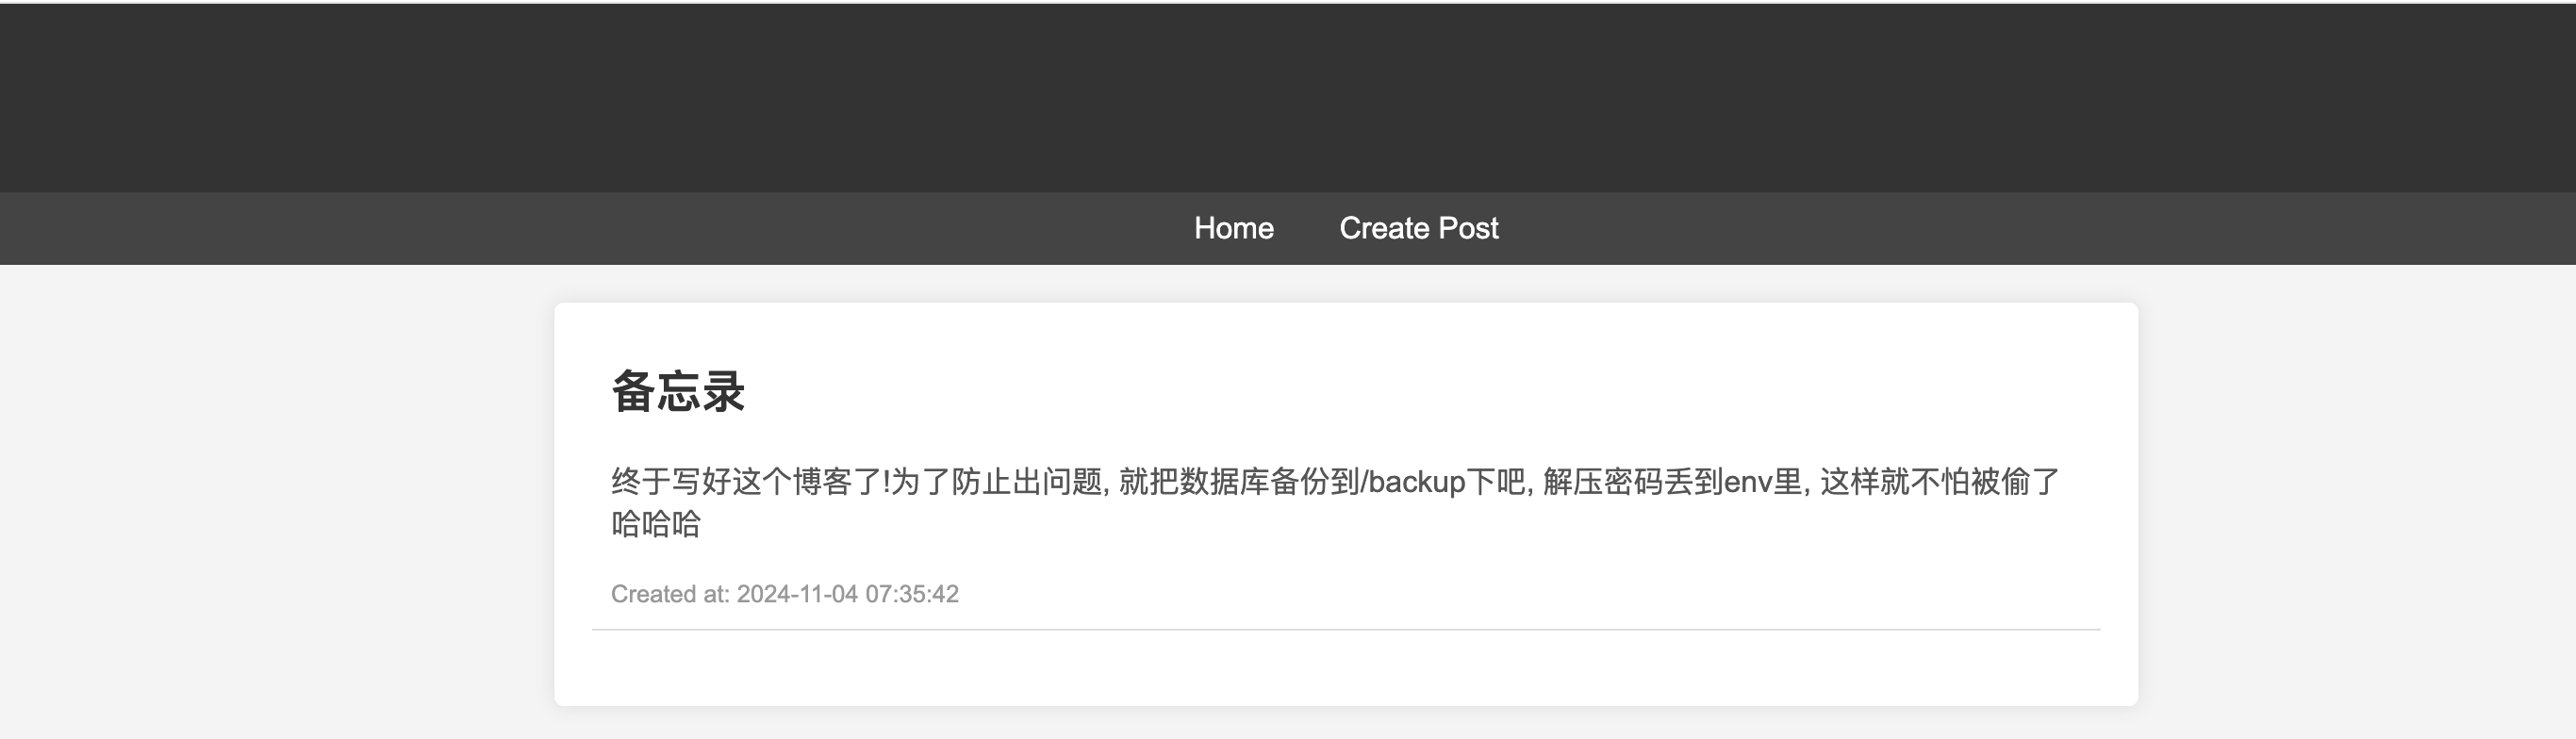 Home
Create Post
备忘录
终于写好这个博客了!为了防止出问题, 就把数据库备份到/backup下吧, 解压密码丢到env里, 这样就不怕被偷了
哈哈哈
Created at: 2024-11-04 07:35:42